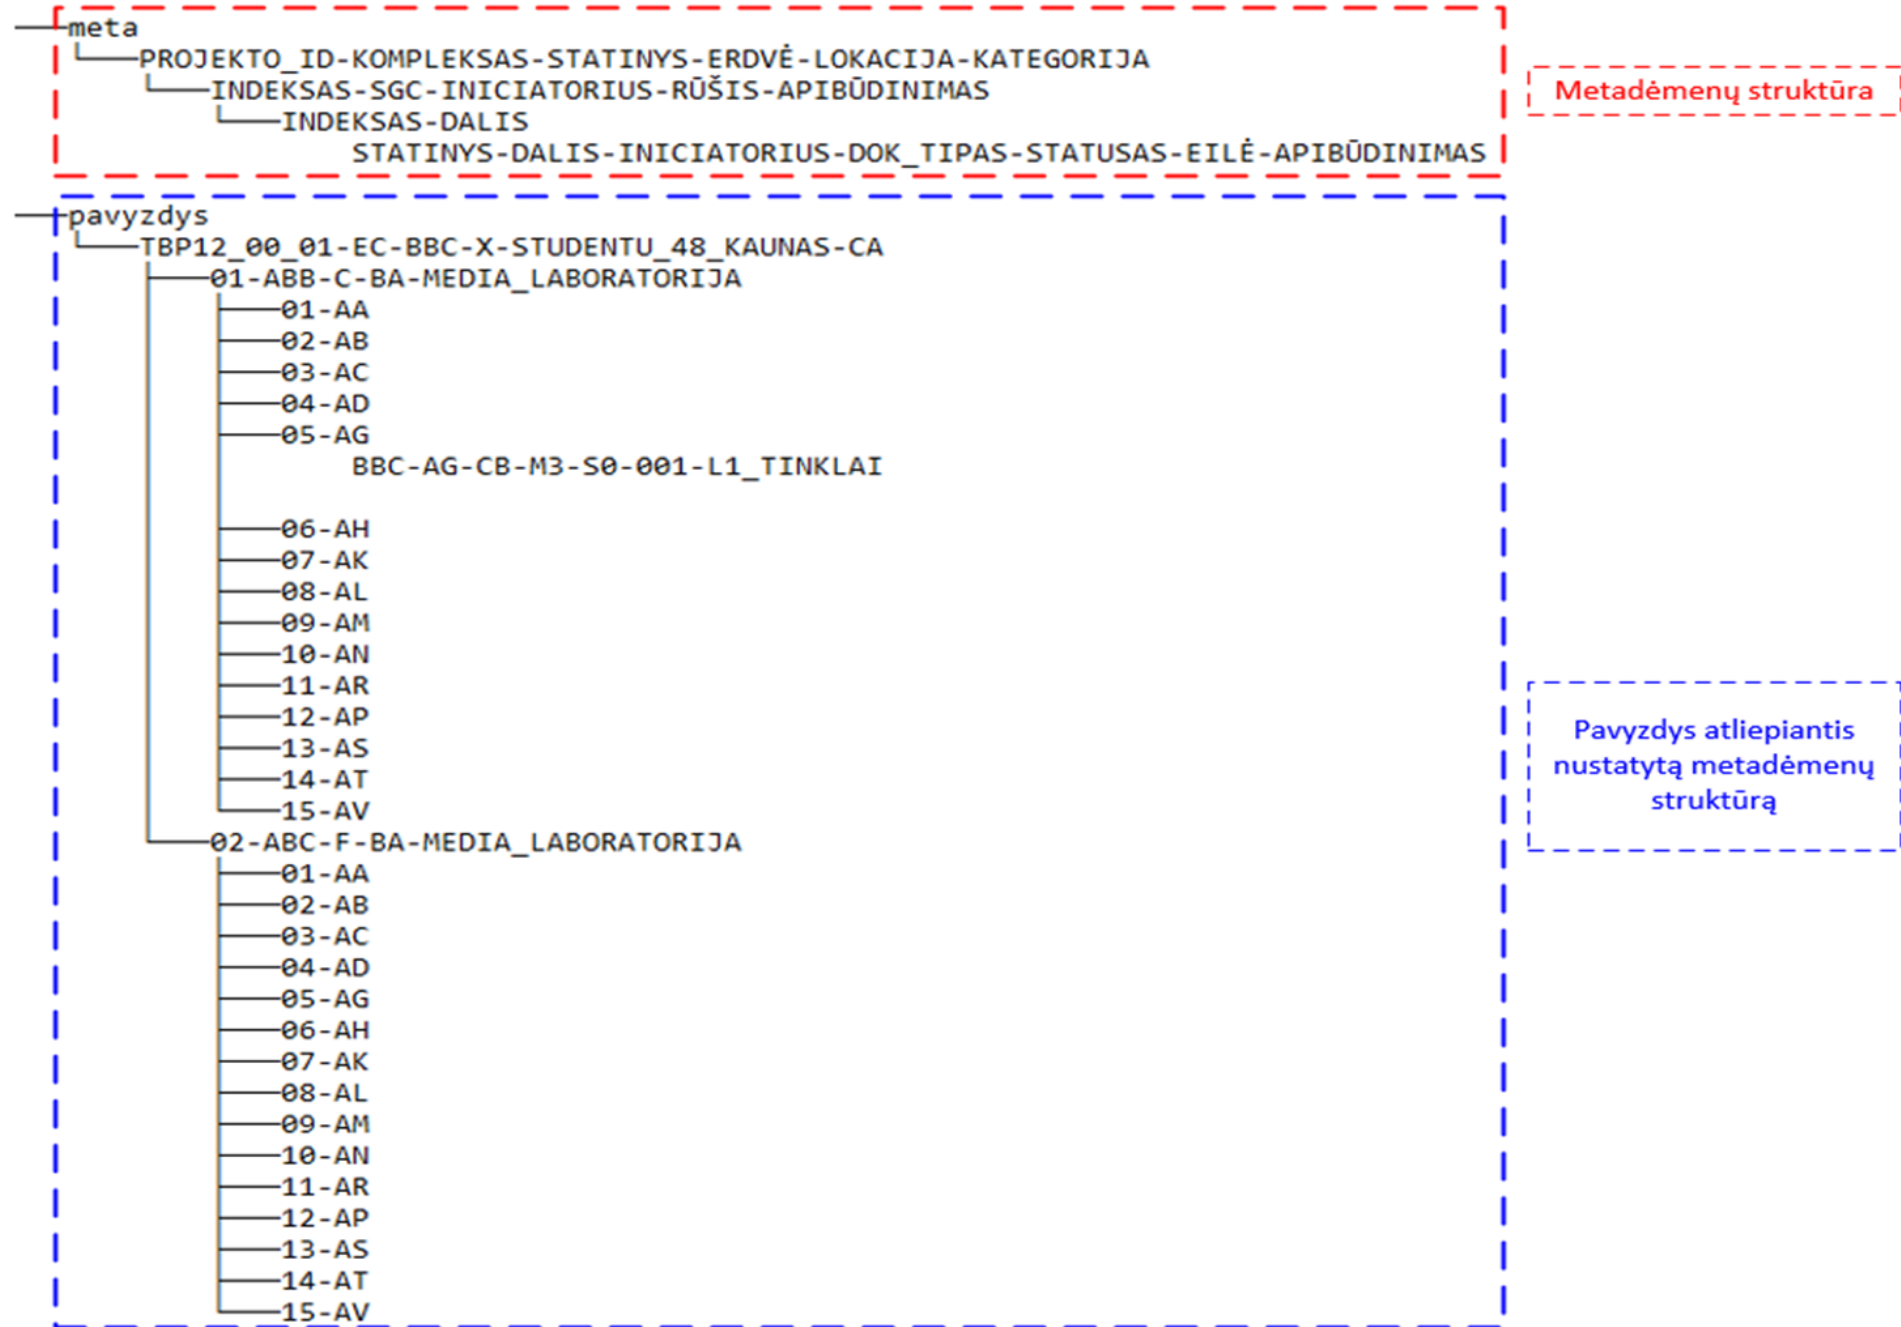 meta
PROJEKTO_ID-KOMPLEKSAS-STATINYS-ERDVĖ-LOKACIJA-KATEGORIJA
INDEKSAS-SGC-INICIATORIUS-RŪŠIS-APIBŪDINIMAS
INDEKSAS-DALIS
STATINYS-DALIS-INICIATORIUS-DOK_TIPAS-STATUSAS-EILĖ-APIBŪDINIMAS
Metadėmenų struktūra
pavyzdys
TBP12_00_01-EC-BBC-X-STUDENTU_48_KAUNAS-CA
01-ABB-C-BA-MEDIA_LABORATORIJA
01-AA
02-AB
03-AC
04-AD
05-AG
BBC-AG-CB-M3-S0-001-L1_TINKLAI
06-AH
07-AK
08-AL
09-AM
10-AN
11-AR
12-AP
13-AS
14-AT
15-AV
02-ABC-F-BA-MEDIA_LABORATORIJA
01-AA
02-AB
03-AC
04-AD
05-AG
06-AH
07-AK
08-AL
09-AM
10-AN
11-AR
12-AP
13-AS
14-AT
15-AV
Pavyzdys atliepiantis
nustatytą metadėmenų
struktūrą